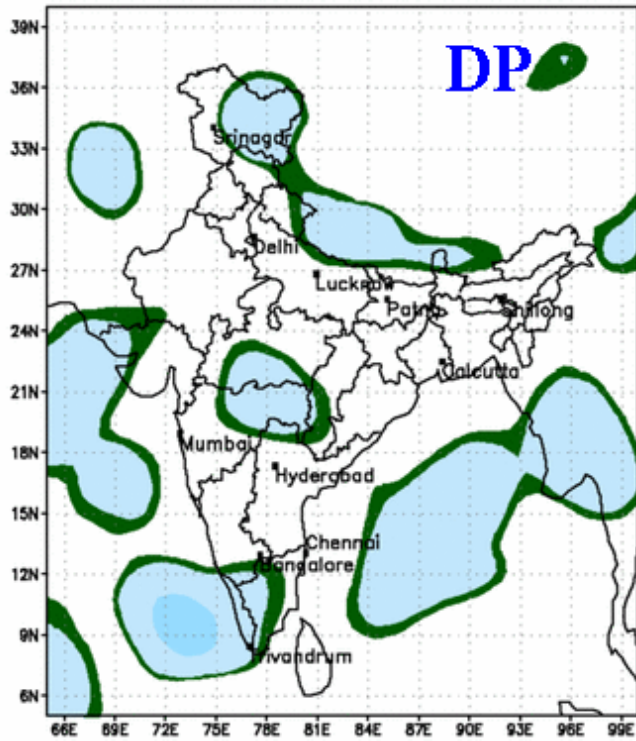 39N
DP
36N
Srinagar
33N
30N
Delhi
27N
Lucknow
Patna
Shillong
24N
Calcutta
21N
18N
Mumbai
Hyderabad
15N
Chennai
12N
Bangalore
9N
Trivandrum
6N
66E 69E 72E 75E 78E 81E 84E 87E 90E 93E 96E 99E